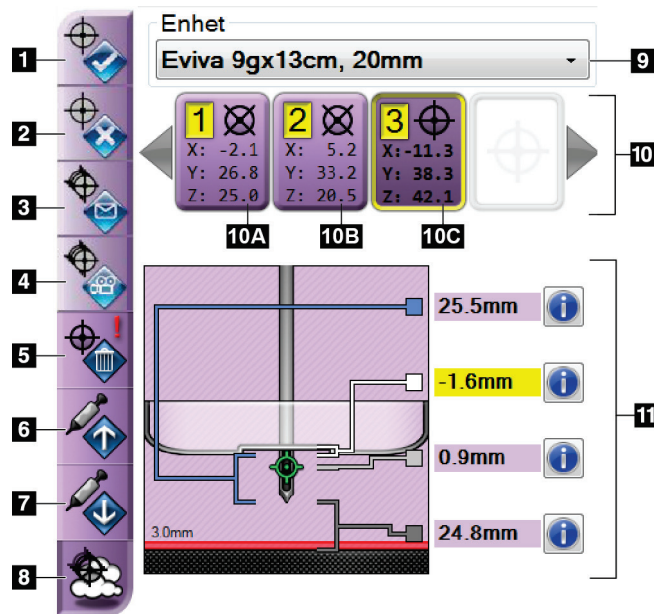 Enhet
1
Eviva 9gx13cm, 20mm
9
2
1
X: -2.1
Y: 26.8
Z: 25.0
2
X: 5.2
Y: 33.2
Z: 20.5
3
X:-11.3
Y: 38.3
Z: 42.1
10
3
10A
10B
10C
4
25.5mm
5
!
-1.6mm
11
6
0.9mm
7
3.0mm
24.8mm
8